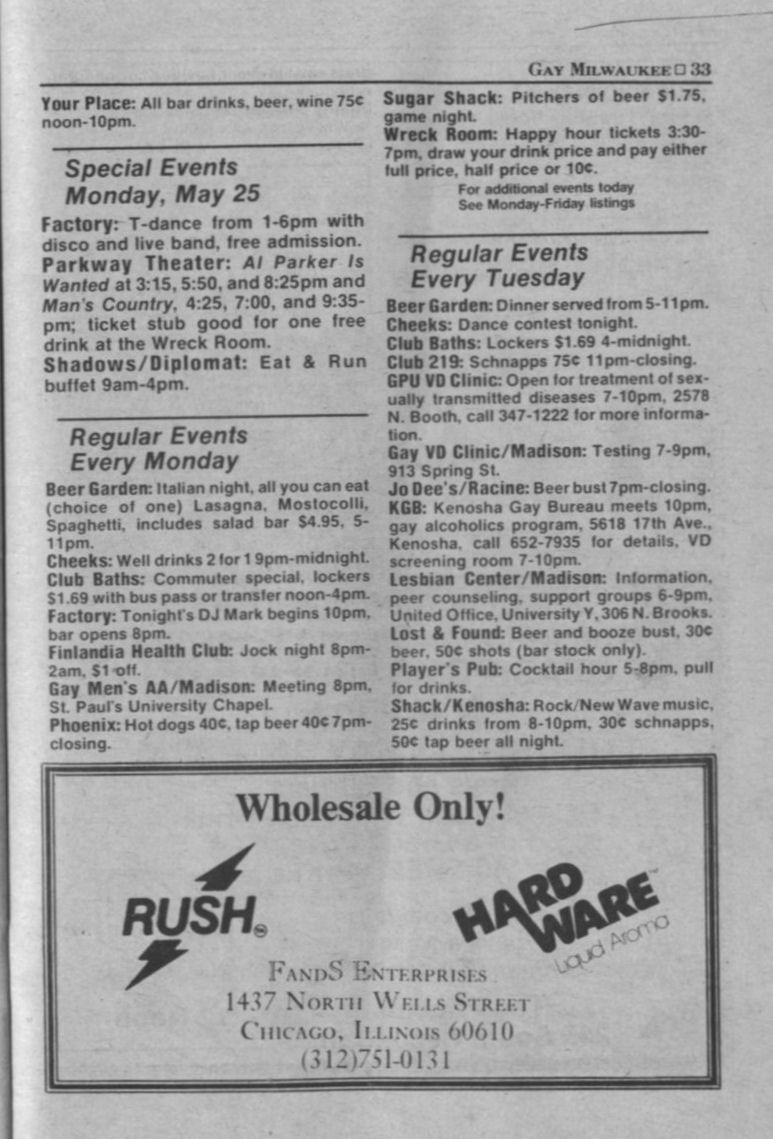 GAY MILWAUKEE □ 33
Your Place: All bar drinks, beer, wine 75¢
noon-10pm.
Special Events
Monday, May 25
Factory: T-dance from 1-6pm with
disco and live band, free admission.
Parkway Theater: Al Parker Is
Wanted at 3:15, 5:50, and 8:25pm and
Man's Country, 4:25, 7:00, and 9:35-
pm; ticket stub good for one free
drink at the Wreck Room.
Shadows/Diplomat: Eat & Run
buffet 9am-4pm.
Regular Events
Every Monday
Beer Garden: Italian night, all you can eat
(choice of one) Lasagna, Mostocolli,
Spaghetti, includes salad bar $4.95, 5-
11pm.
Cheeks: Well drinks 2 for 1 9pm-midnight.
Club Baths: Commuter special, lockers
$1.69 with bus pass or transfer noon-4pm.
Factory: Tonight's DJ Mark begins 10pm,
bar opens 8pm.
Finlandia Health Club: Jock night 8pm-
2am, $1 off.
Gay Men's AA/Madison: Meeting 8pm,
St. Paul's University Chapel.
Phoenix: Hot dogs 40¢, tap beer 40¢ 7pm-
closing.
Sugar Shack: Pitchers of beer $1.75,
game night.
Wreck Room: Happy hour tickets 3:30-
7pm, draw your drink price and pay either
full price, half price or 10¢.
For additional events today
See Monday-Friday listings
Regular Events
Every Tuesday
Beer Garden: Dinner served from 5-11pm.
Cheeks: Dance contest tonight.
Club Baths: Lockers $1.69 4-midnight.
Club 219: Schnapps 75¢ 11pm-closing.
GPU VD Clinic: Open for treatment of sex-
ually transmitted diseases 7-10pm, 2578
N. Booth, call 347-1222 for more informa-
tion.
Gay VD Clinic/Madison: Testing 7-9pm,
913 Spring St.
Jo Dee's/Racine: Beer bust 7pm-closing.
KGB: Kenosha Gay Bureau meets 10pm,
gay alcoholics program, 5618 17th Ave.,
Kenosha, call 652-7935 for details, VD
screening room 7-10pm.
Lesbian Center/Madison: Information,
peer counseling, support groups 6-9pm,
United Office, University Y, 306 N. Brooks.
Lost & Found: Beer and booze bust, 30¢
beer, 50¢ shots (bar stock only).
Player's Pub: Cocktail hour 5-8pm, pull
for drinks.
Shack/Kenosha: Rock/New Wave music,
25¢ drinks from 8-10pm, 30¢ schnapps,
50¢ tap beer all night.
Wholesale Only!
RUSH®
HARD
WARE™
Liquid Aroma
FANDS ENTERPRISES
1437 NORTH WELLS STREET
CHICAGO, ILLINOIS 60610
(312)751-0131